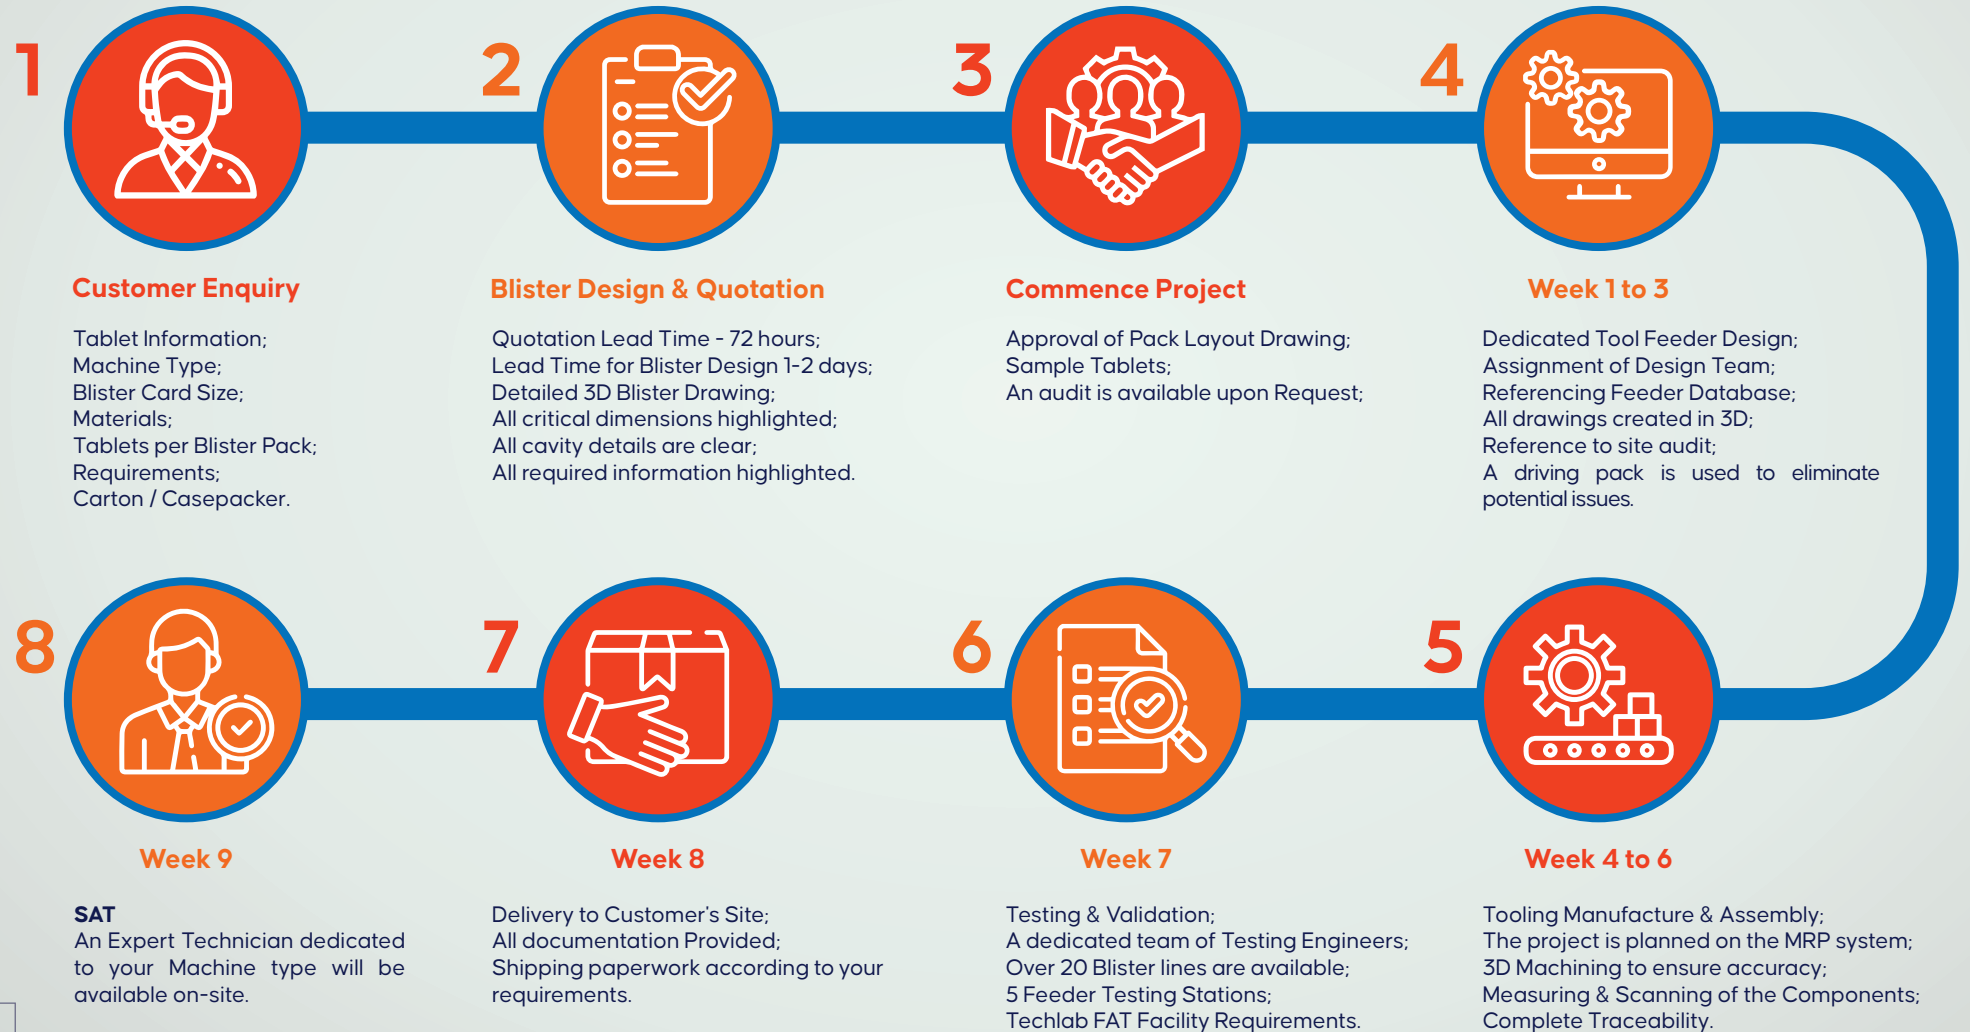 1
Customer Enquiry
Tablet Information;
Machine Type;
Blister Card Size;
Materials;
Tablets per Blister Pack;
Requirements;
Carton / Casepacker.
2
Blister Design & Quotation
Quotation Lead Time - 72 hours;
Lead Time for Blister Design 1-2 days;
Detailed 3D Blister Drawing;
All critical dimensions highlighted;
All cavity details are clear;
All required information highlighted.
3
Commence Project
Approval of Pack Layout Drawing;
Sample Tablets;
An audit is available upon Request;
4
Week 1 to 3
Dedicated Tool Feeder Design;
Assignment of Design Team;
Referencing Feeder Database;
All drawings created in 3D;
Reference to site audit;
A driving pack is used to eliminate
potential issues.
5
Week 4 to 6
Tooling Manufacture & Assembly;
The project is planned on the MRP system;
3D Machining to ensure accuracy;
Measuring & Scanning of the Components;
Complete Traceability.
6
Week 7
Testing & Validation;
A dedicated team of Testing Engineers;
Over 20 Blister lines are available;
5 Feeder Testing Stations;
Techlab FAT Facility Requirements.
7
Week 8
Delivery to Customer's Site;
All documentation Provided;
Shipping paperwork according to your
requirements.
8
Week 9
SAT
An Expert Technician dedicated
to your Machine type will be
available on-site.